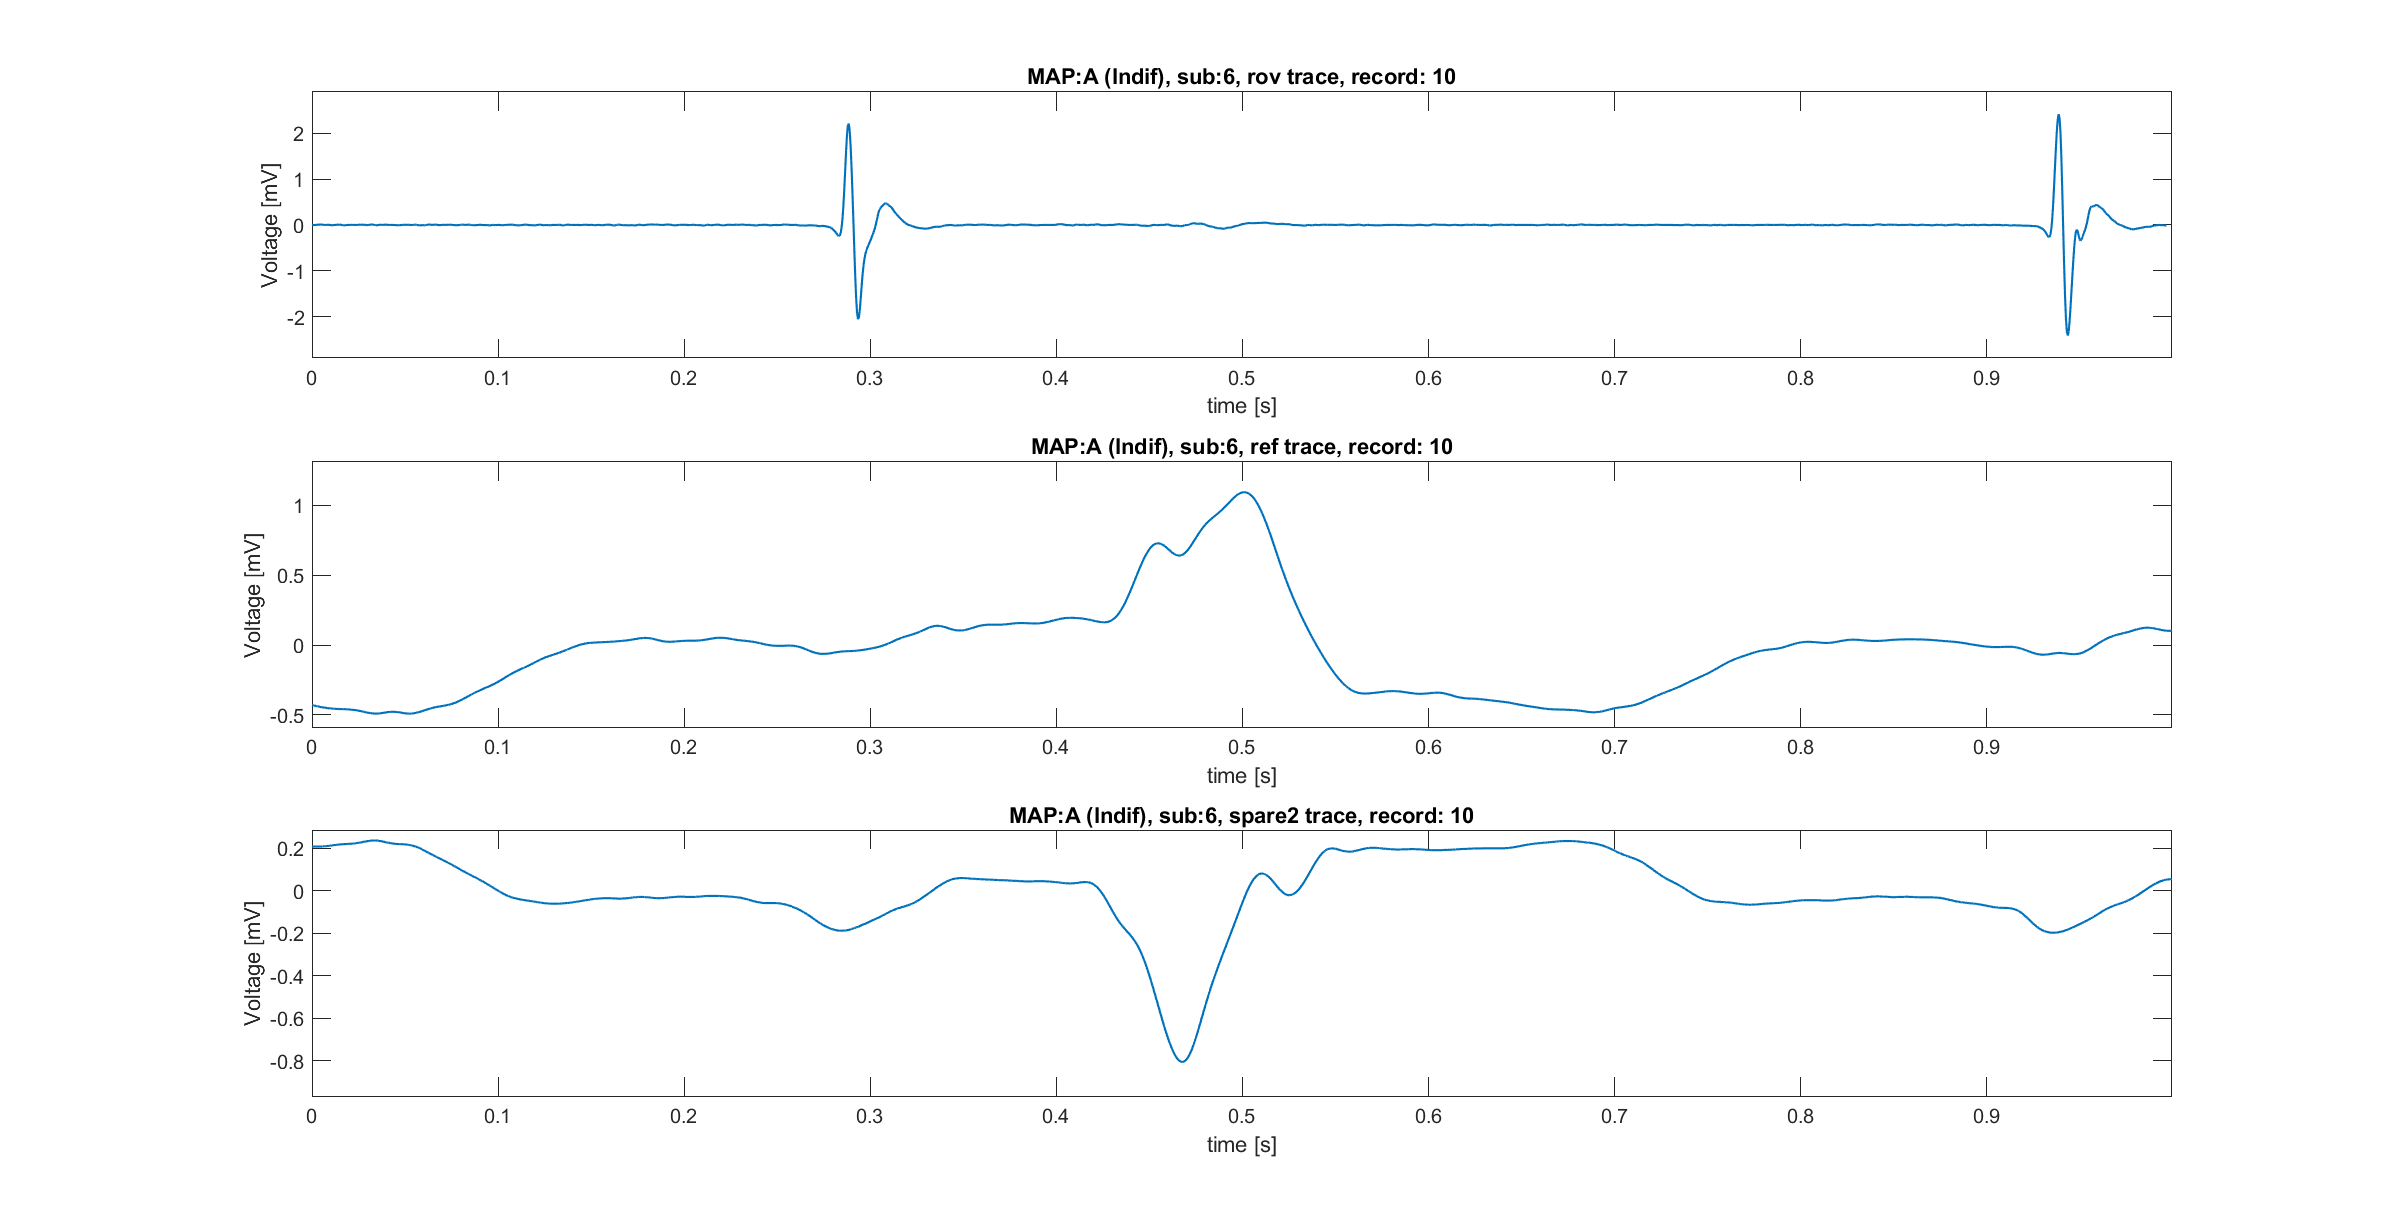 MAP:A (Indif), sub:6, rov trace, record: 10
Voltage [mV]
2
1
0
-1
-2
0 0.1 0.2 0.3 0.4 0.5 0.6 0.7 0.8 0.9
time [s]
MAP:A (Indif), sub:6, ref trace, record: 10
Voltage [mV]
1
0.5
0
-0.5
0 0.1 0.2 0.3 0.4 0.5 0.6 0.7 0.8 0.9
time [s]
MAP:A (Indif), sub:6, spare2 trace, record: 10
Voltage [mV]
0.2
0
-0.2
-0.4
-0.6
-0.8
0 0.1 0.2 0.3 0.4 0.5 0.6 0.7 0.8 0.9
time [s]